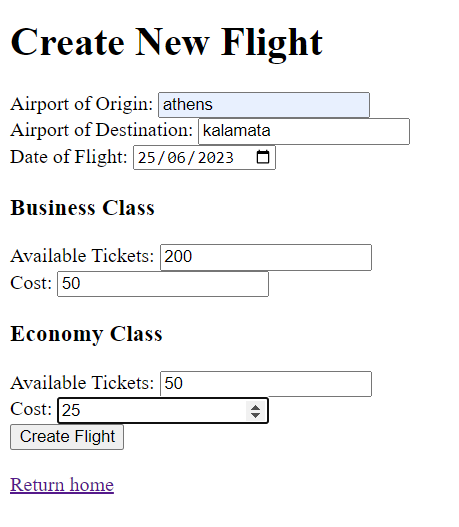 Create New Flight
Airport of Origin: athens
Airport of Destination: kalamata
Date of Flight: 25/06/2023
Business Class
Available Tickets: 200
Cost: 50
Economy Class
Available Tickets: 50
Cost: 25
Create Flight
Return home